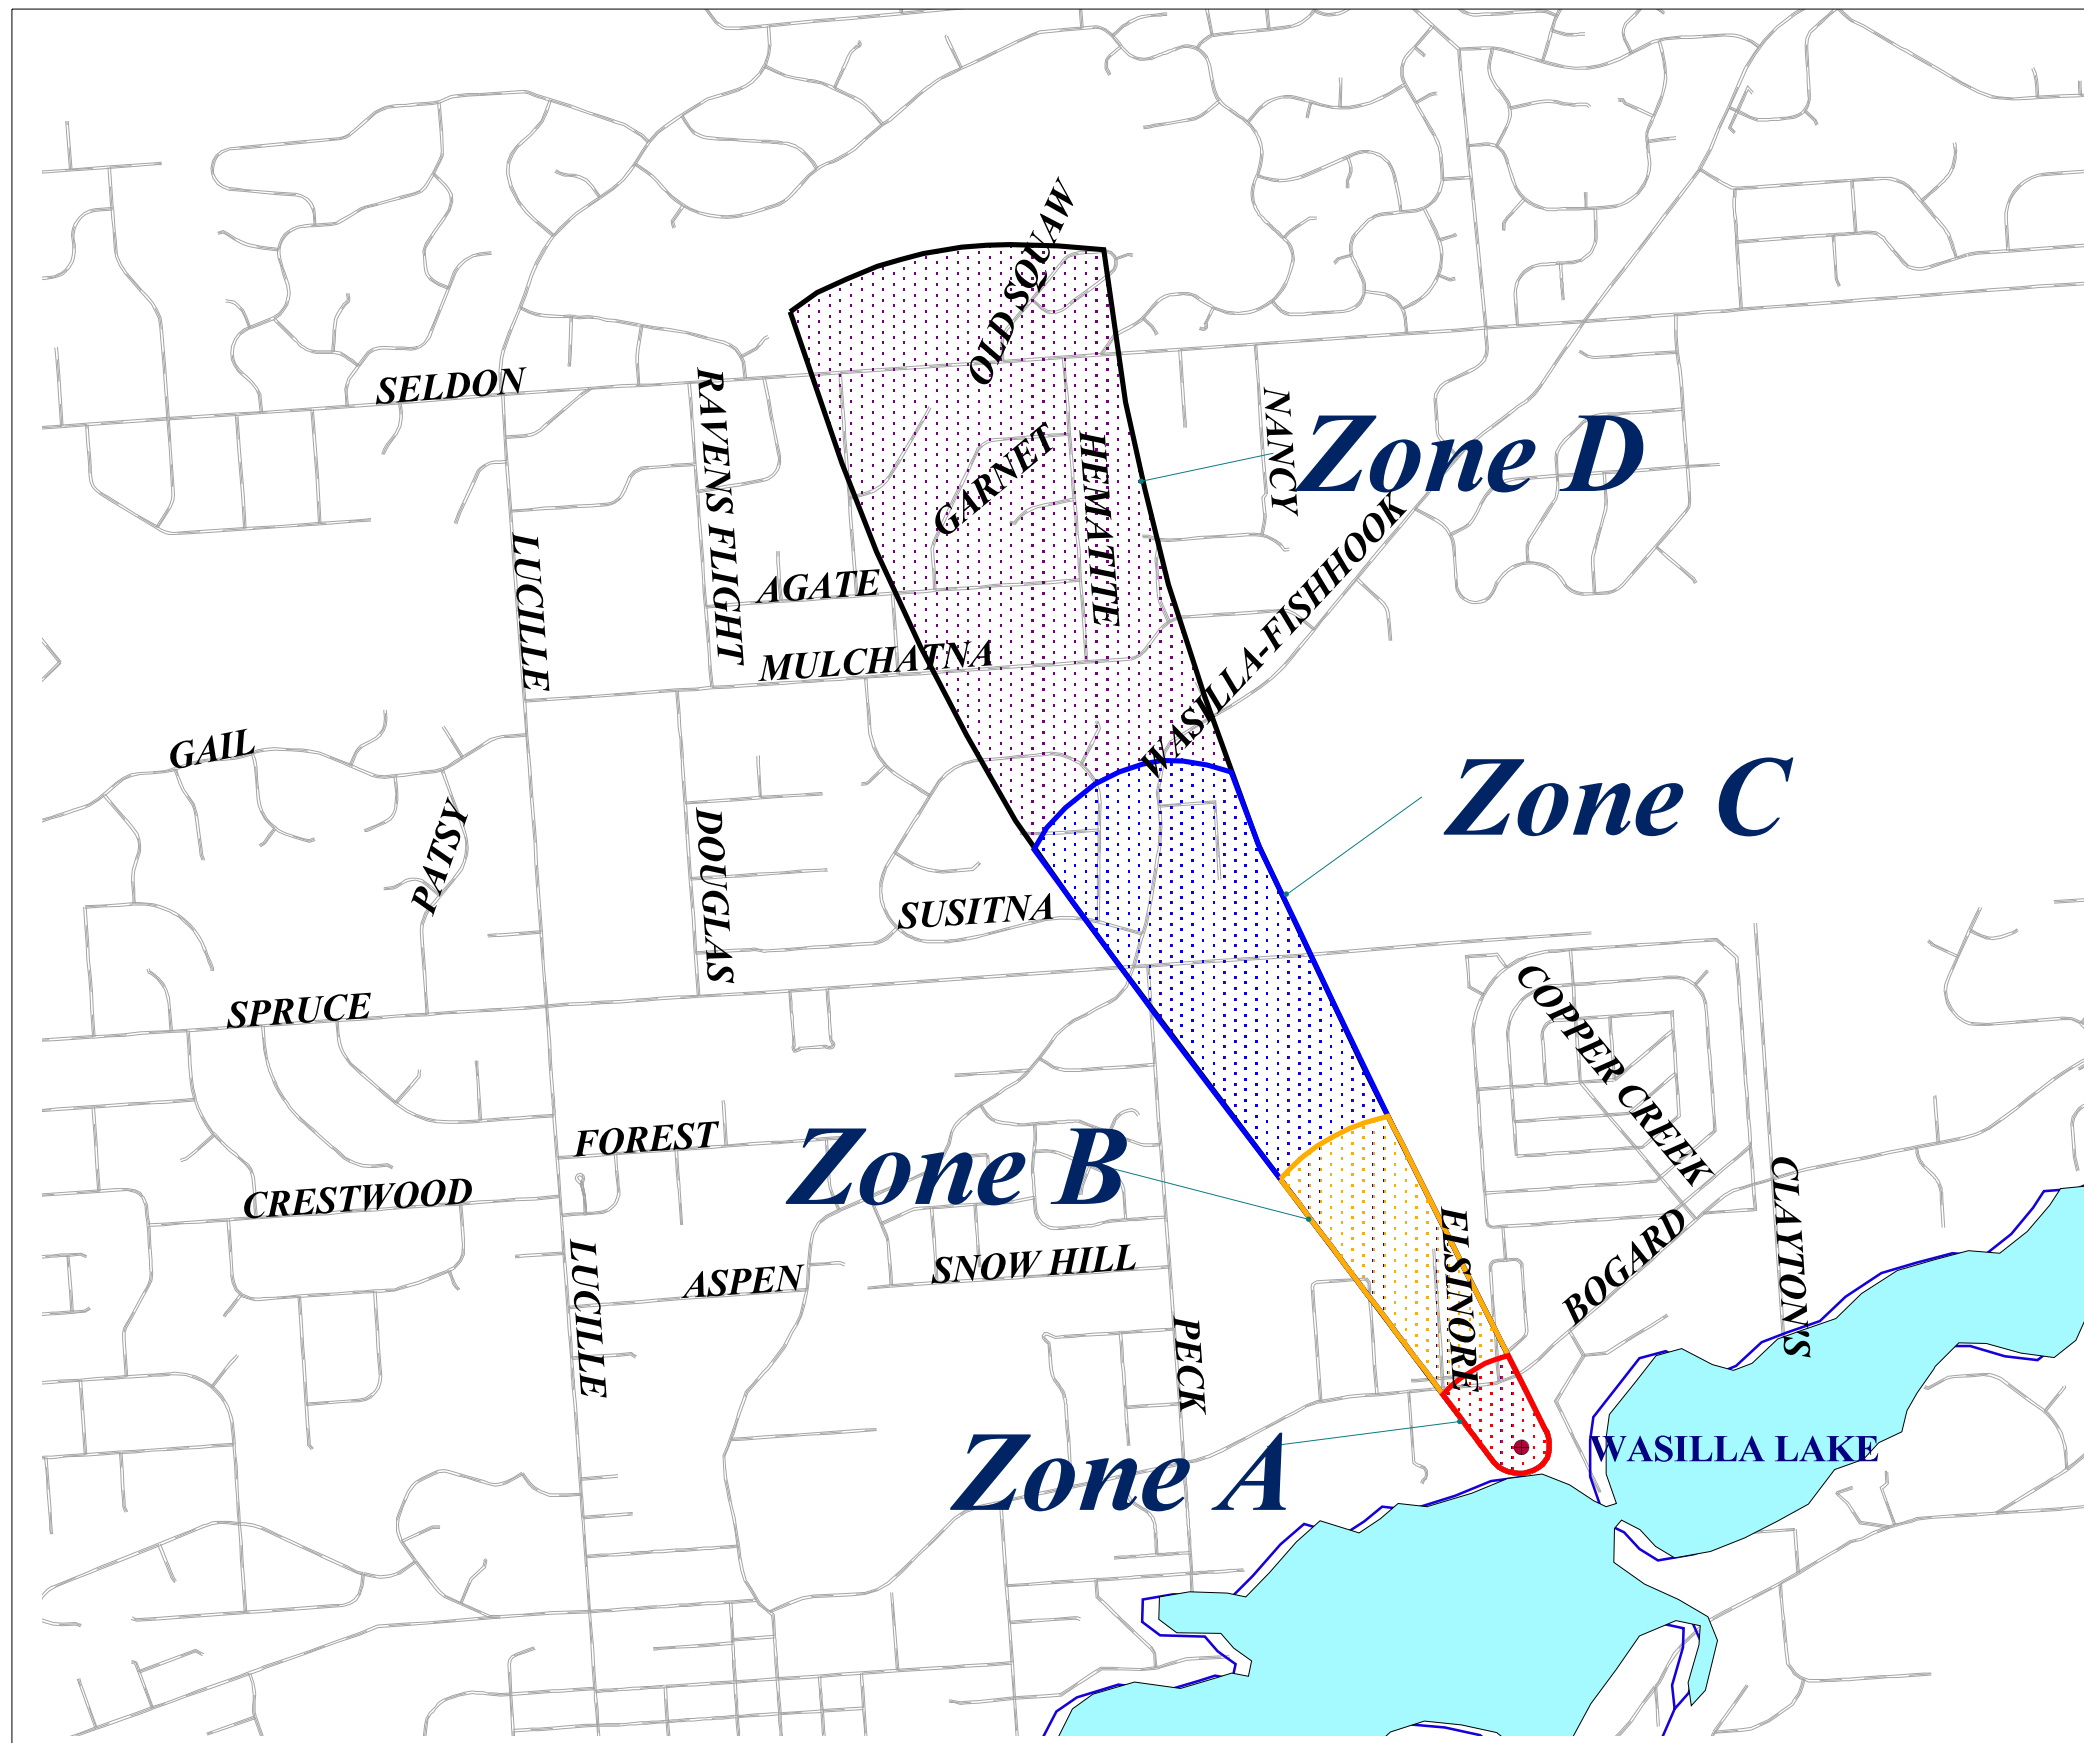 OLD SQUAW
SELDON
RAVENS FLIGHT
NANCY
Zone D
GARNET
HEMATITE
LUCILLE
AGATE
WASILLA-FISHHOOK
MULCHATNA
GAIL
Zone C
PATSY
DOUGLAS
SUSITNA
SPRUCE
COPPER CREEK
FOREST
Zone B
CRESTWOOD
CLAYTON'S
ELSINORE
BOGARD
LUCILLE
ASPEN
SNOW HILL
PECK
Zone A
WASILLA LAKE